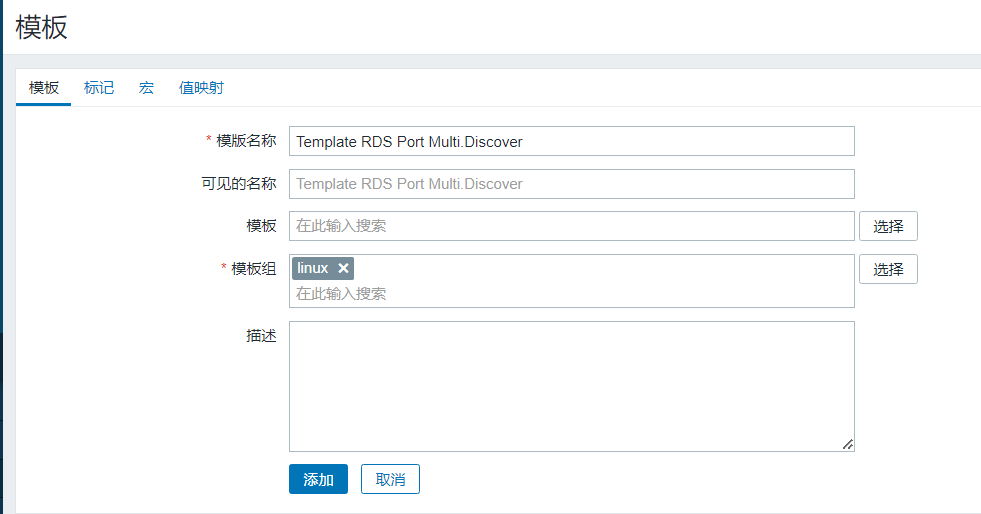 模板
模板 标记 宏 值映射
* 模版名称 Template RDS Port Multi.Discover
可见的名称 Template RDS Port Multi.Discover
模板 在此输入搜索 选择
* 模板组 linux 选择
在此输入搜索
描述
添加 取消